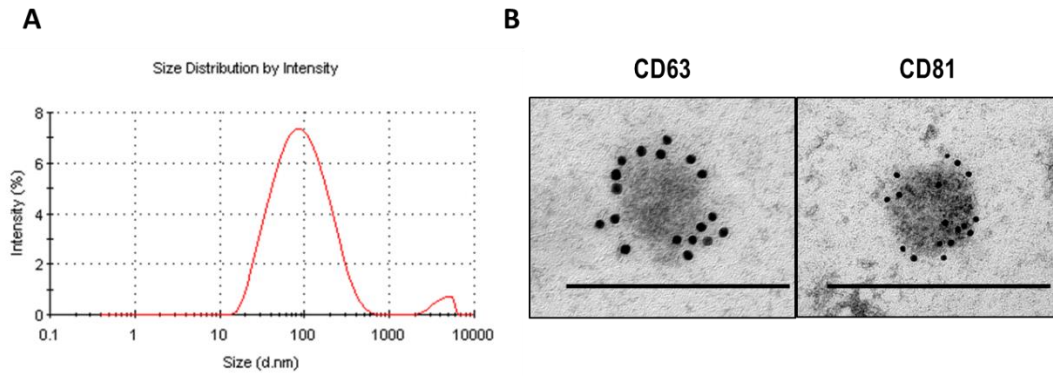 A
Size Distribution by Intensity
Intensity (%)
8
6
4
2
0
0.1 1 10 100 1000 10000
Size (d.nm)
B
CD63 CD81